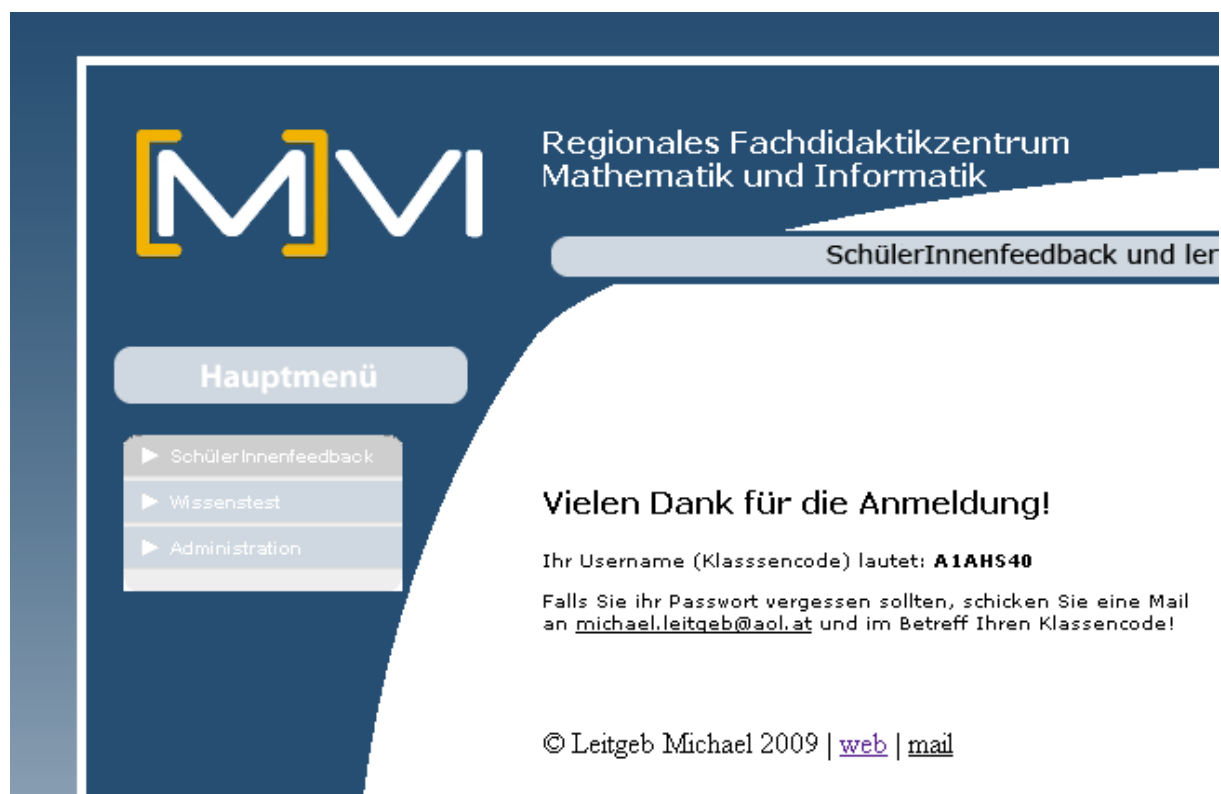 [M]VI
Regionales Fachdidaktikzentrum
Mathematik und Informatik
SchülerInnenfeedback und ler
Hauptmenü
SchülerInnenfeedback
Wissenstest
Administration
Vielen Dank für die Anmeldung!
Ihr Username (Klasssencode) lautet: A1AHS40
Falls Sie ihr Passwort vergessen sollten, schicken Sie eine Mail
an michael.leitgeb@aol.at und im Betreff Ihren Klassencode!
© Leitgeb Michael 2009 | web | mail